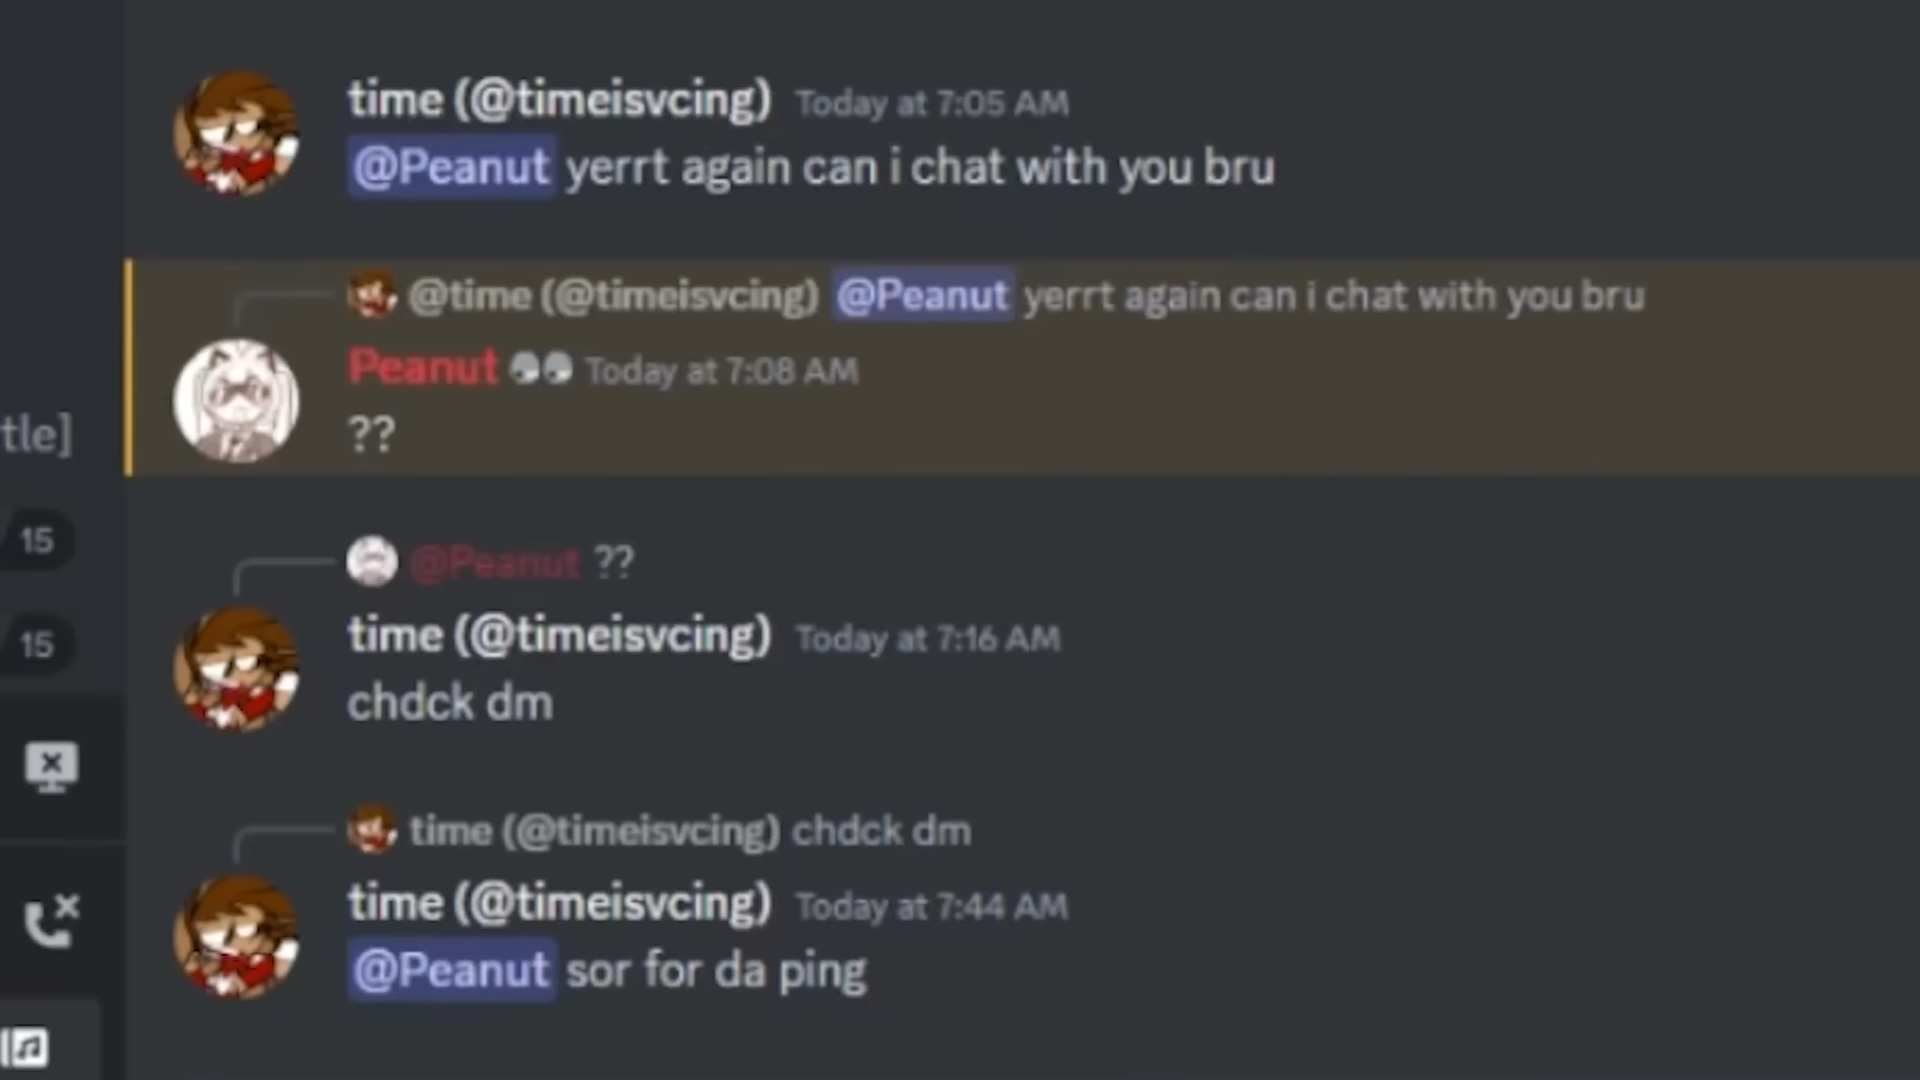 time (@timeisvcing) Today at 7:05 AM
@Peanut yerrt again can i chat with you bru
@time (@timeisvcing) @Peanut yerrt again can i chat with you bru
Peanut 👀 Today at 7:08 AM
??
tle]
15
@Peanut ??
time (@timeisvcing) Today at 7:16 AM
15
chdck dm
time (@timeisvcing) chdck dm
time (@timeisvcing) Today at 7:44 AM
@Peanut sor for da ping